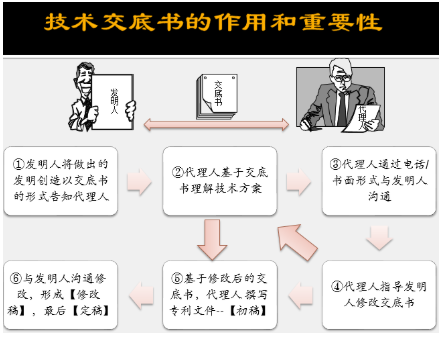 技术交底书的作用和重要性
发明人
交底书
代理人
①发明人将做出的
发明创造以交底书
的形式告知代理人
②代理人基于交底
书理解技术方案
③代理人通过电话/
书面形式与发明人
沟通
⑥与发明人沟通修
改，形成【修改
稿】，最后【定稿】
⑤基于修改后的交
底书，代理人撰写
专利文件--【初稿】
④代理人指导发明
人修改交底书